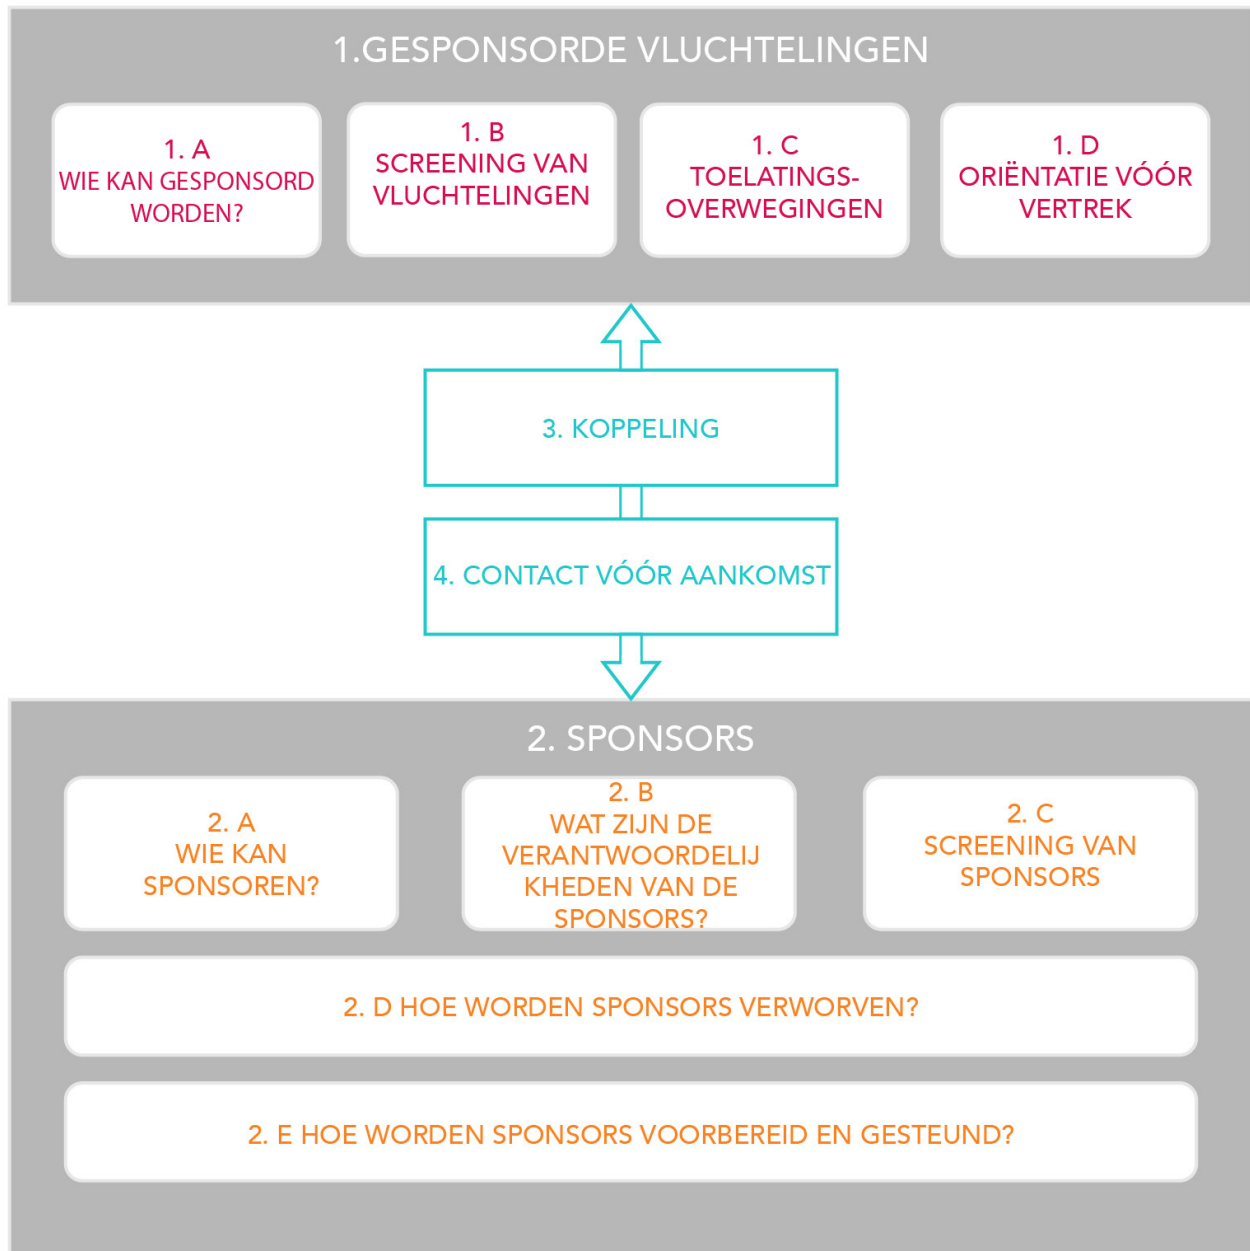 1.GESPONSORDE VLUCHTELINGEN
1. A
WIE KAN GESPONSORD
WORDEN?
1. B
SCREENING VAN
VLUCHTELINGEN
1. C
TOELATINGS-
OVERWEGINGEN
1. D
ORIËNTATIE VÓÓR
VERTREK
3. KOPPELING
4. CONTACT VÓÓR AANKOMST
2. SPONSORS
2. A
WIE KAN
SPONSOREN?
2. B
WAT ZIJN DE
VERANTWOORDELIJ
KHEDEN VAN DE
SPONSORS?
2. C
SCREENING VAN
SPONSORS
2. D HOE WORDEN SPONSORS VERWORVEN?
2. E HOE WORDEN SPONSORS VOORBEREID EN GESTEUND?